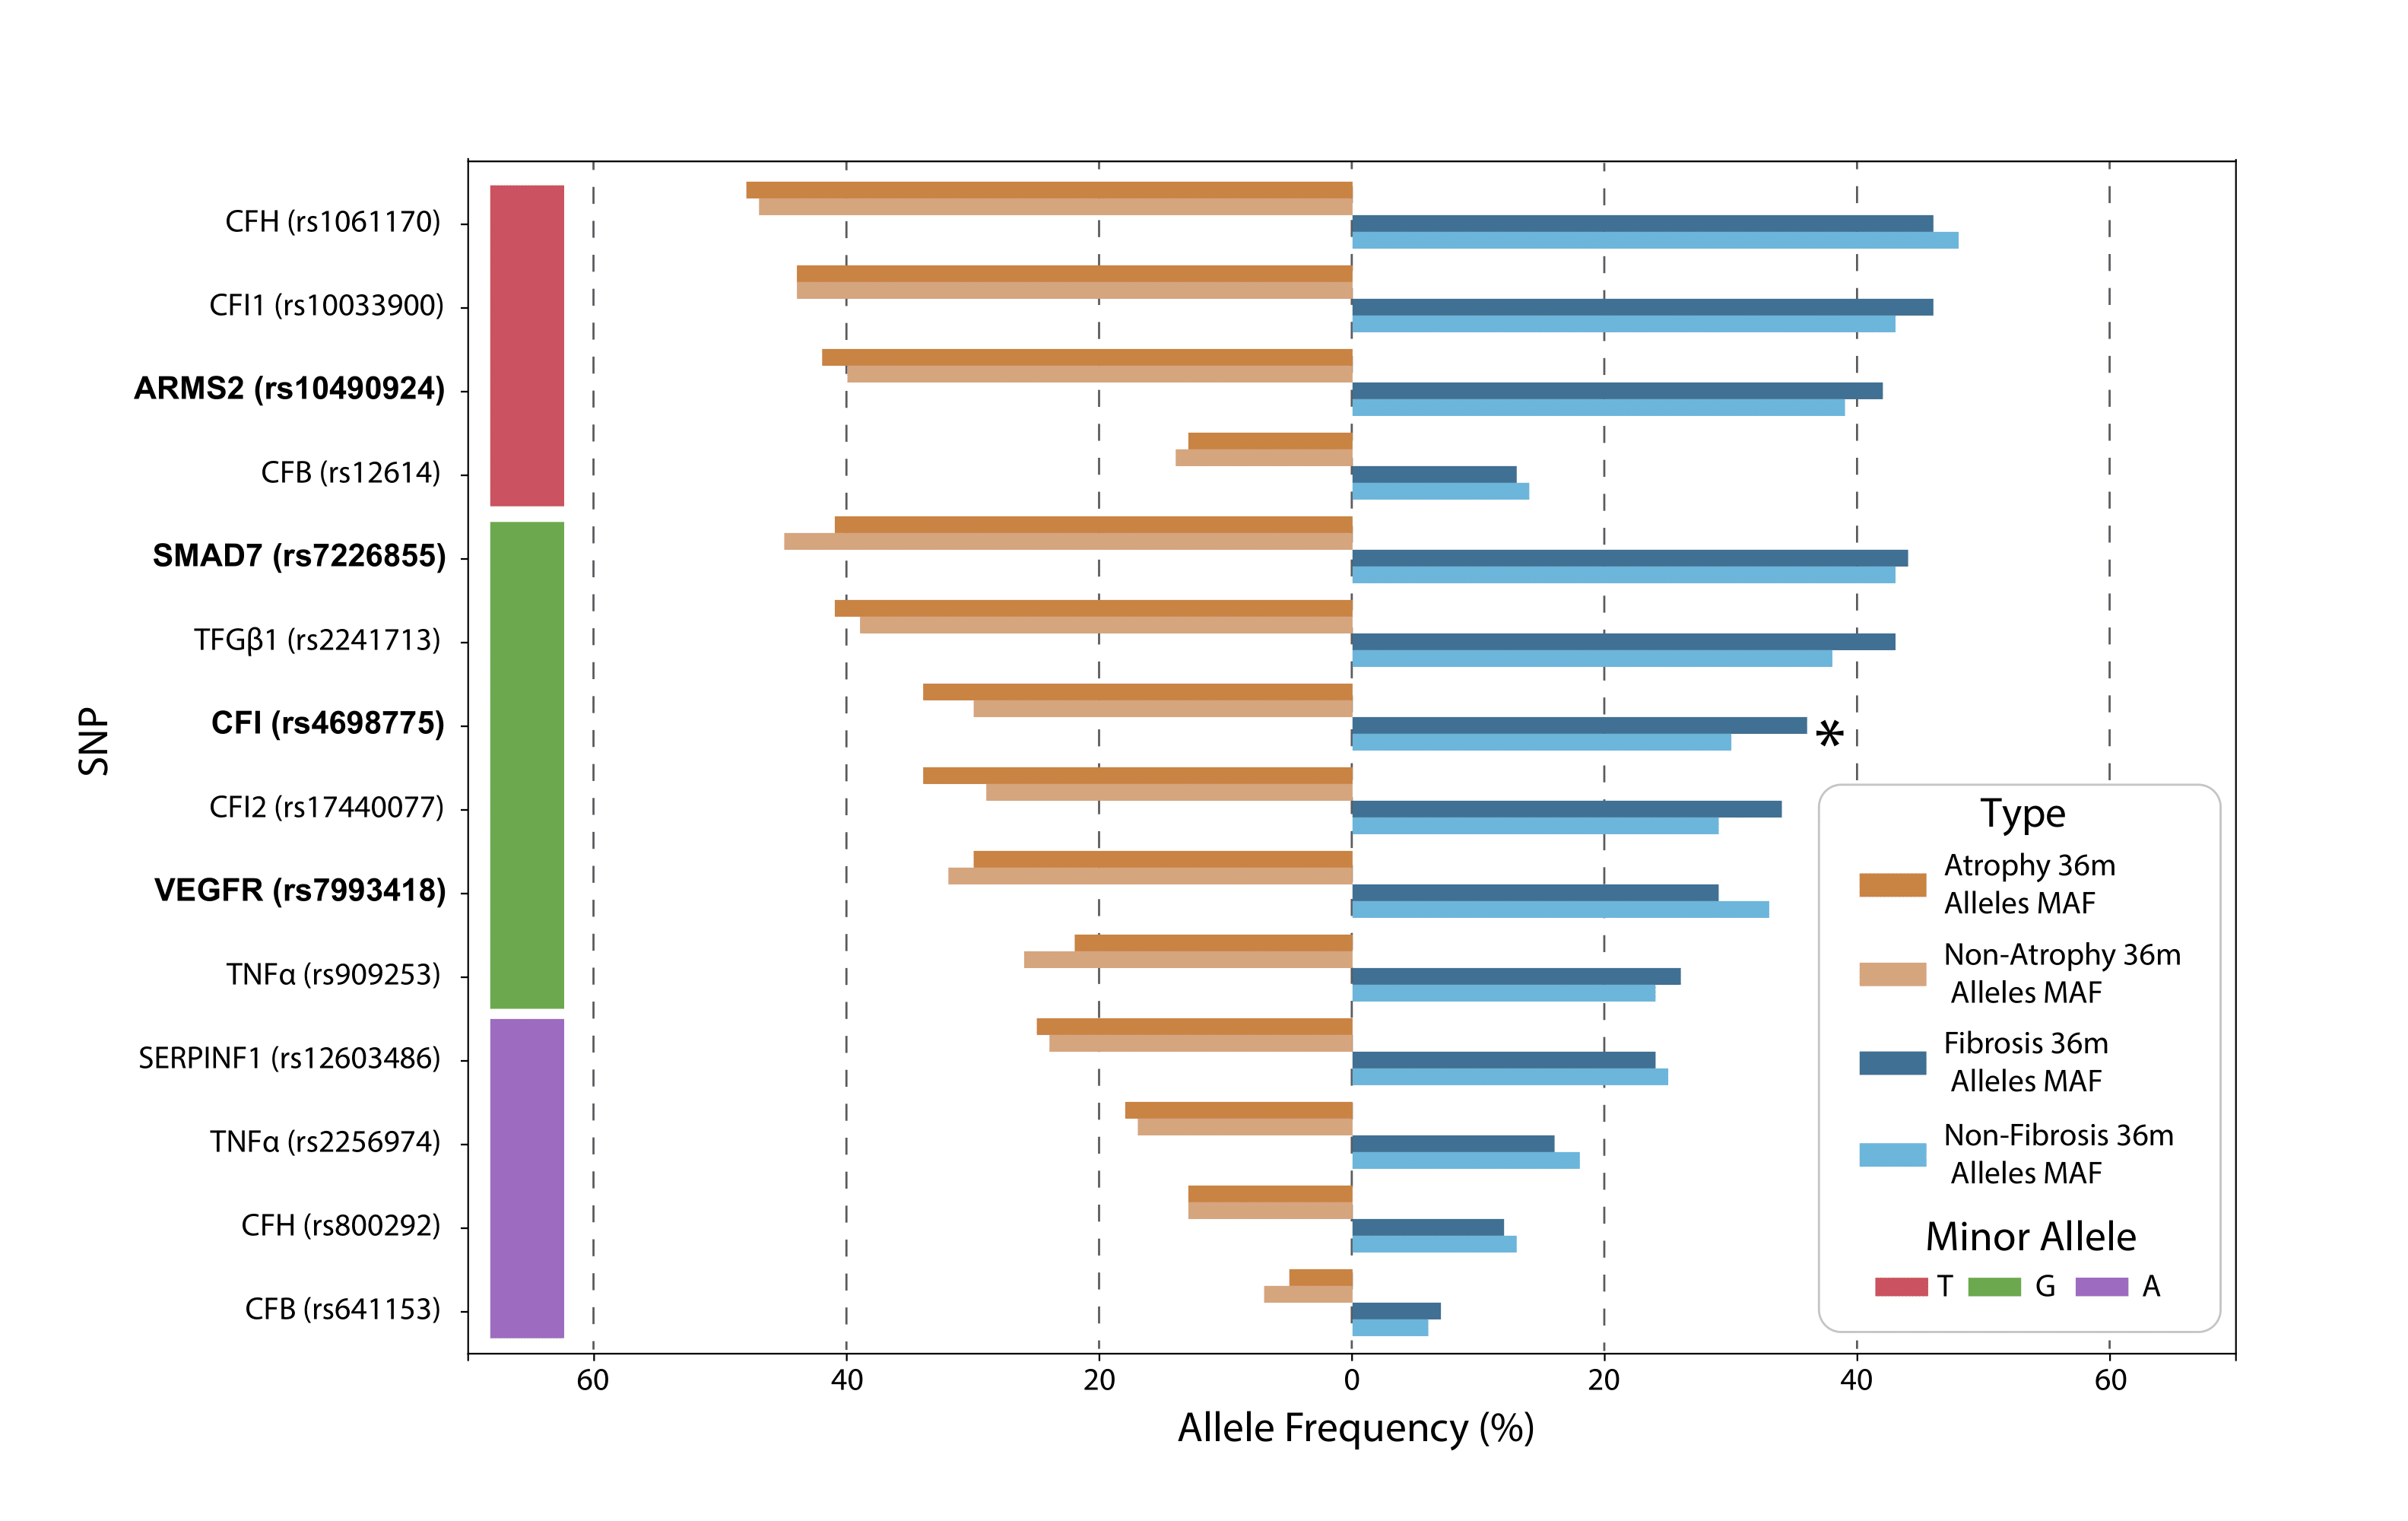 CFH (rs1061170)
CFI1 (rs10033900)
ARMS2 (rs10490924)
CFB (rs12614)
SMAD7 (rs7226855)
TFGβ1 (rs2241713)
CFI (rs4698775)
*
CFI2 (rs17440077)
VEGFR (rs7993418)
TNFα (rs909253)
SERPINF1 (rs12603486)
TNFα (rs2256974)
CFH (rs800292)
CFB (rs641153)
SNP
60 40 20 0 20 40 60
Allele Frequency (%)
Type
Atrophy 36m
Alleles MAF
Non-Atrophy 36m
Alleles MAF
Fibrosis 36m
Alleles MAF
Non-Fibrosis 36m
Alleles MAF
Minor Allele
T G A